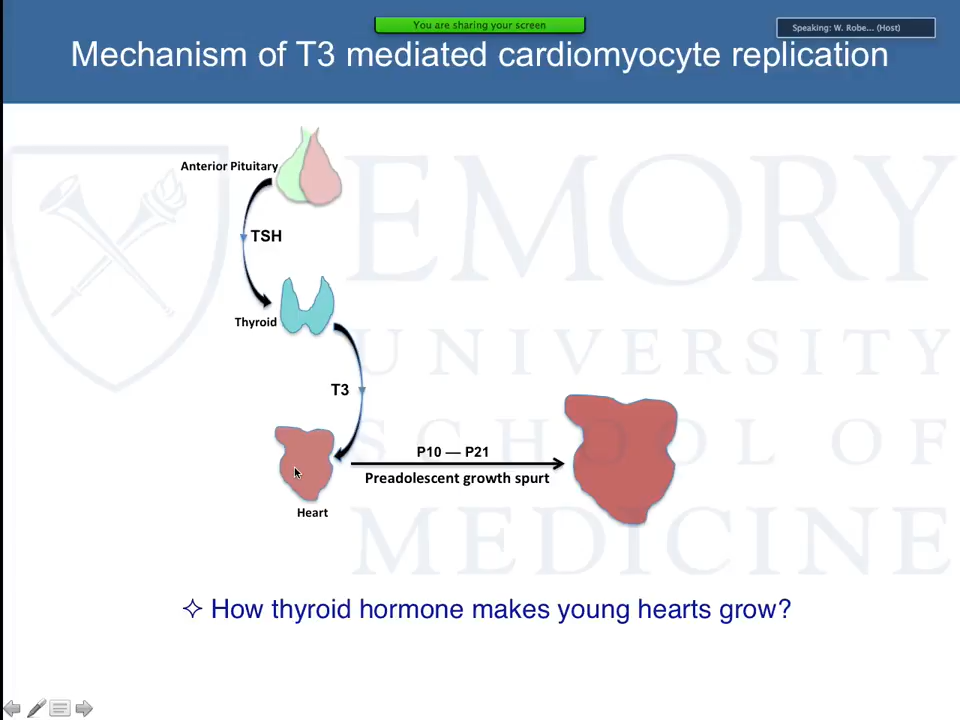 You are sharing your screen
Speaking: W. Robe... (Host)
Mechanism of T3 mediated cardiomyocyte replication
Anterior Pituitary
TSH
Thyroid
T3
P10 — P21
Preadolescent growth spurt
Heart
✧ How thyroid hormone makes young hearts grow?
EMORY
UNIVERSITY
SCHOOL OF
MEDICINE